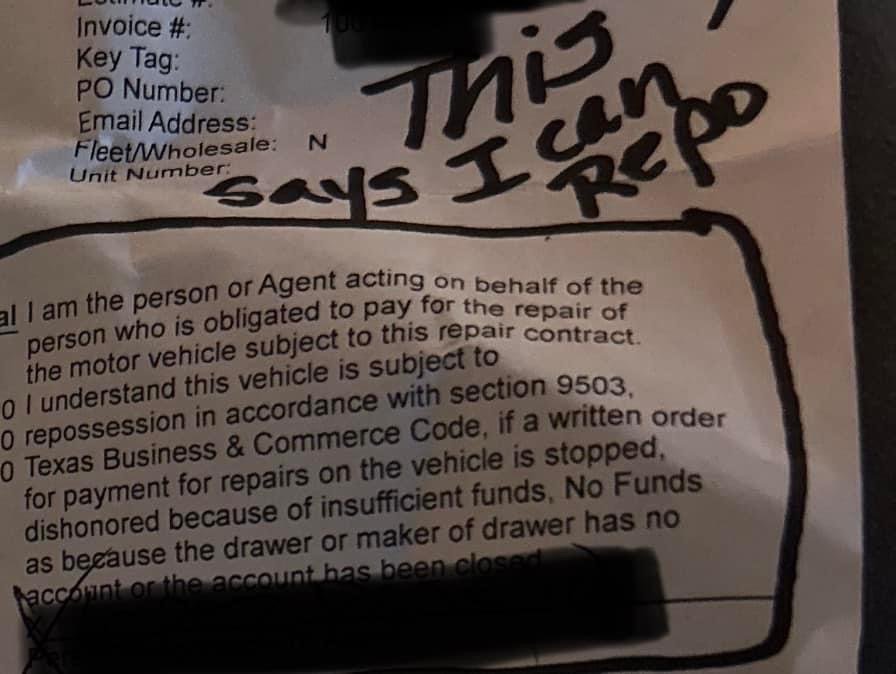 Invoice #:
Key Tag:
PO Number:
Email Address:
Fleet/Wholesale: N
Unit Number:
This
says I can
Repo
al I am the person or Agent acting on behalf of the
person who is obligated to pay for the repair of
the motor vehicle subject to this repair contract.
0 I understand this vehicle is subject to
0 repossession in accordance with section 9503,
0 Texas Business & Commerce Code, if a written order
for payment for repairs on the vehicle is stopped,
dishonored because of insufficient funds, No Funds
as because the drawer or maker of drawer has no
account or the account has been closed
X